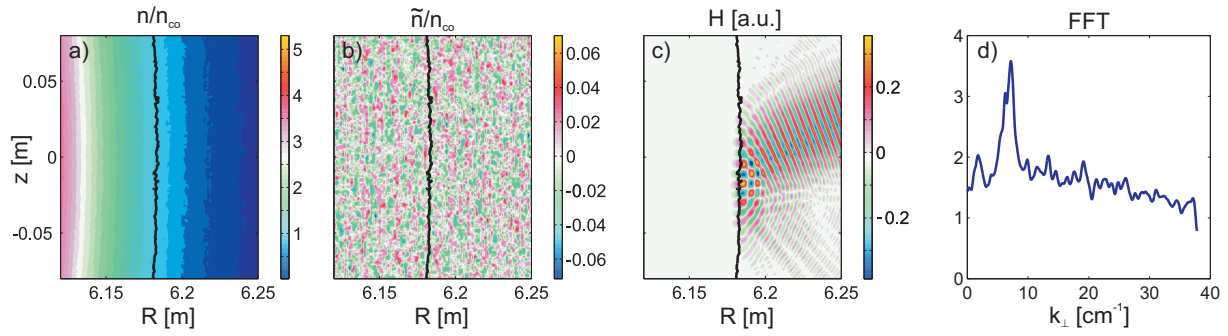 n/n_co
a)
z [m]
0.05
0
-0.05
6.15
6.2
6.25
R [m]
5
4
3
2
1
ñ/n_co
b)
6.15
6.2
6.25
R [m]
0.06
0.04
0.02
0
-0.02
-0.04
-0.06
H [a.u.]
c)
6.15
6.2
6.25
R [m]
0.2
0
-0.2
FFT
d)
4
3
2
1
0
0
10
20
30
40
k⊥ [cm⁻¹]